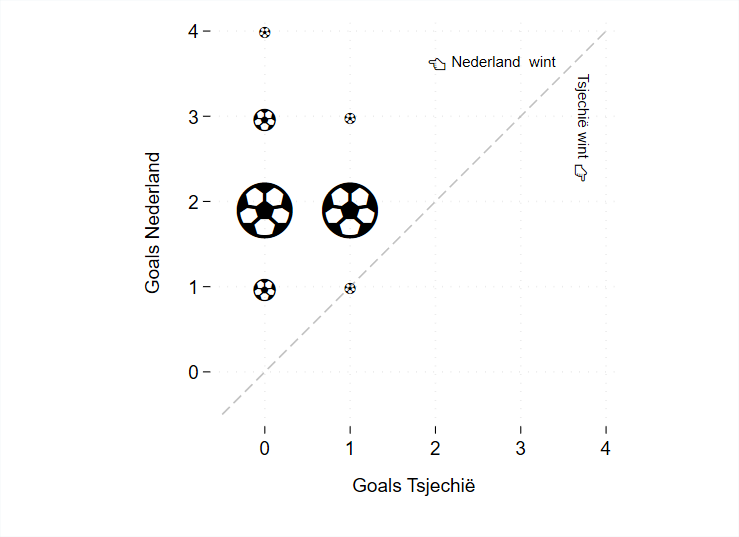 4
👈 Nederland  wint
Tsjechië wint 👉
3
2
1
0
Goals Nederland
0 1 2 3 4
Goals Tsjechië